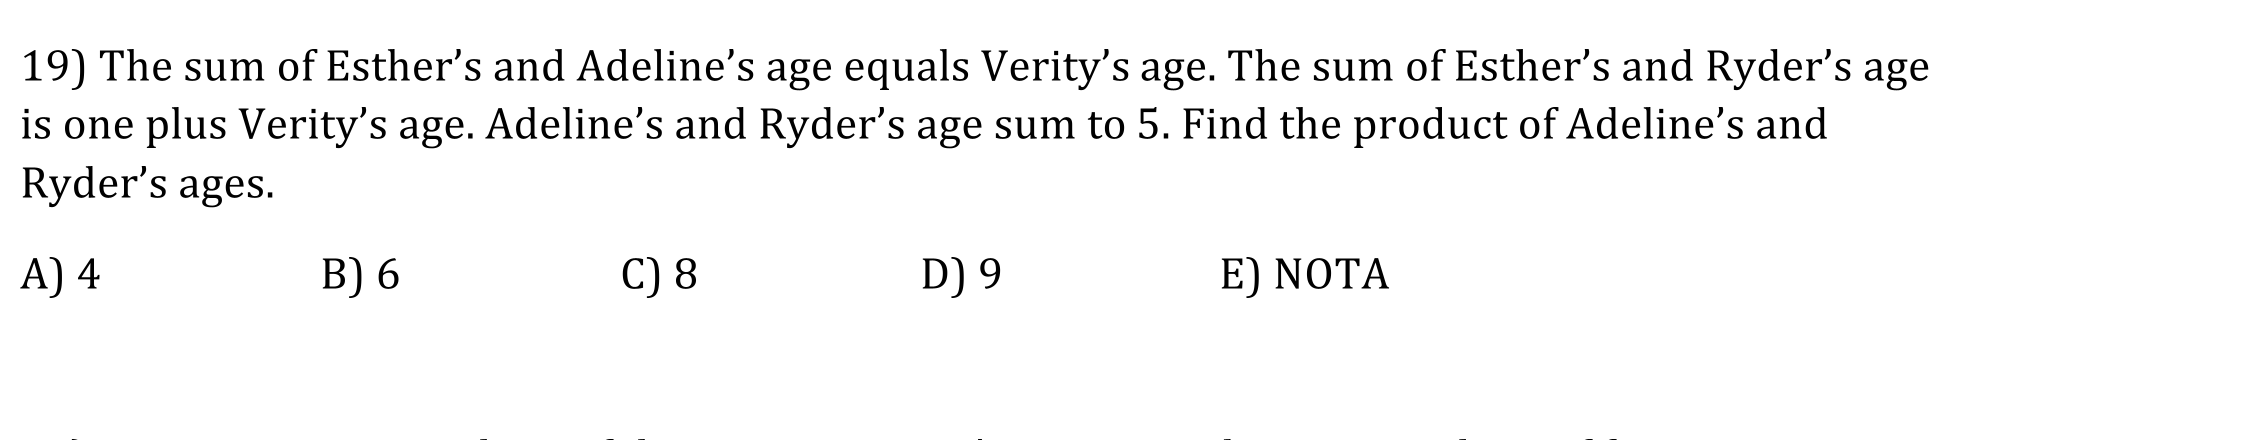 19) The sum of Esther’s and Adeline’s age equals Verity’s age. The sum of Esther’s and Ryder’s age
is one plus Verity’s age. Adeline’s and Ryder’s age sum to 5. Find the product of Adeline’s and
Ryder’s ages.
A) 4 B) 6 C) 8 D) 9 E) NOTA